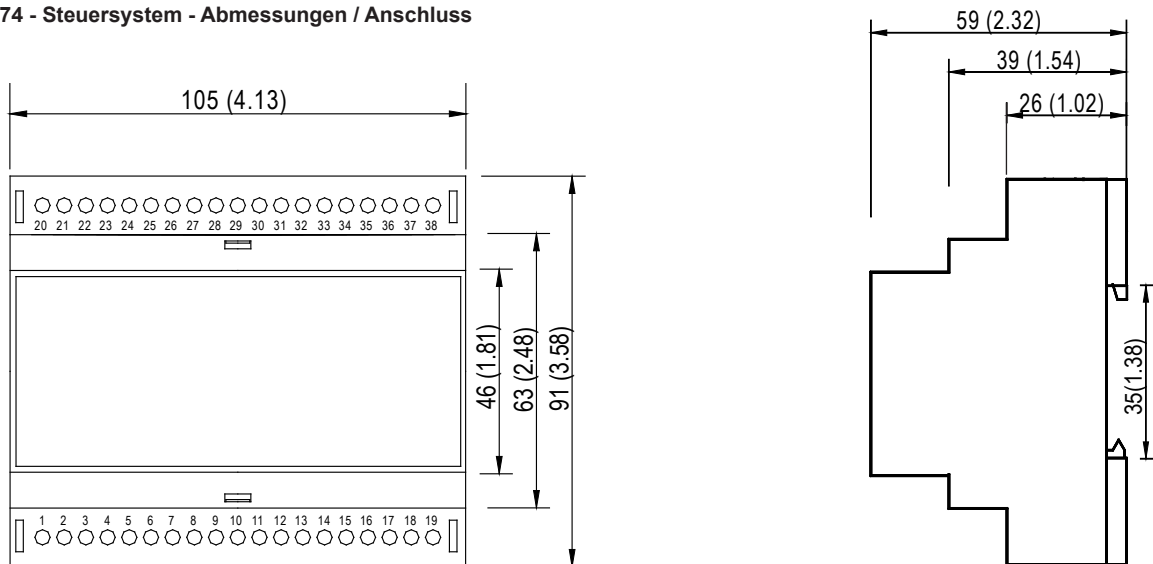 74 - Steuersystem - Abmessungen / Anschluss
59 (2.32)
39 (1.54)
26 (1.02)
105 (4.13)
20 21 22 23 24 25 26 27 28 29 30 31 32 33 34 35 36 37 38
46 (1.81)
63 (2.48)
91 (3.58)
35(1.38)
1 2 3 4 5 6 7 8 9 10 11 12 13 14 15 16 17 18 19